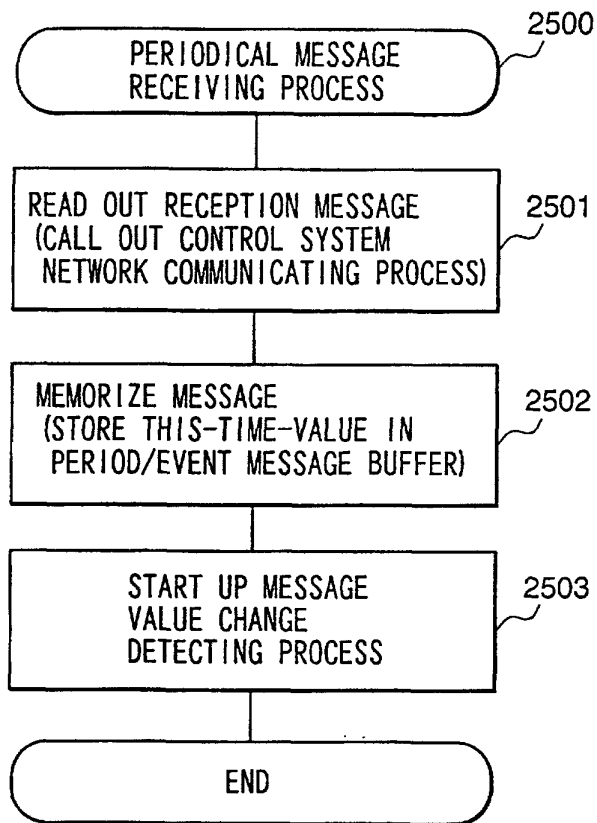 PERIODICAL MESSAGE
RECEIVING PROCESS
2500
READ OUT RECEPTION MESSAGE
(CALL OUT CONTROL SYSTEM
NETWORK COMMUNICATING PROCESS)
2501
MEMORIZE MESSAGE
(STORE THIS-TIME-VALUE IN
PERIOD/EVENT MESSAGE BUFFER)
2502
START UP MESSAGE
VALUE CHANGE
DETECTING PROCESS
2503
END